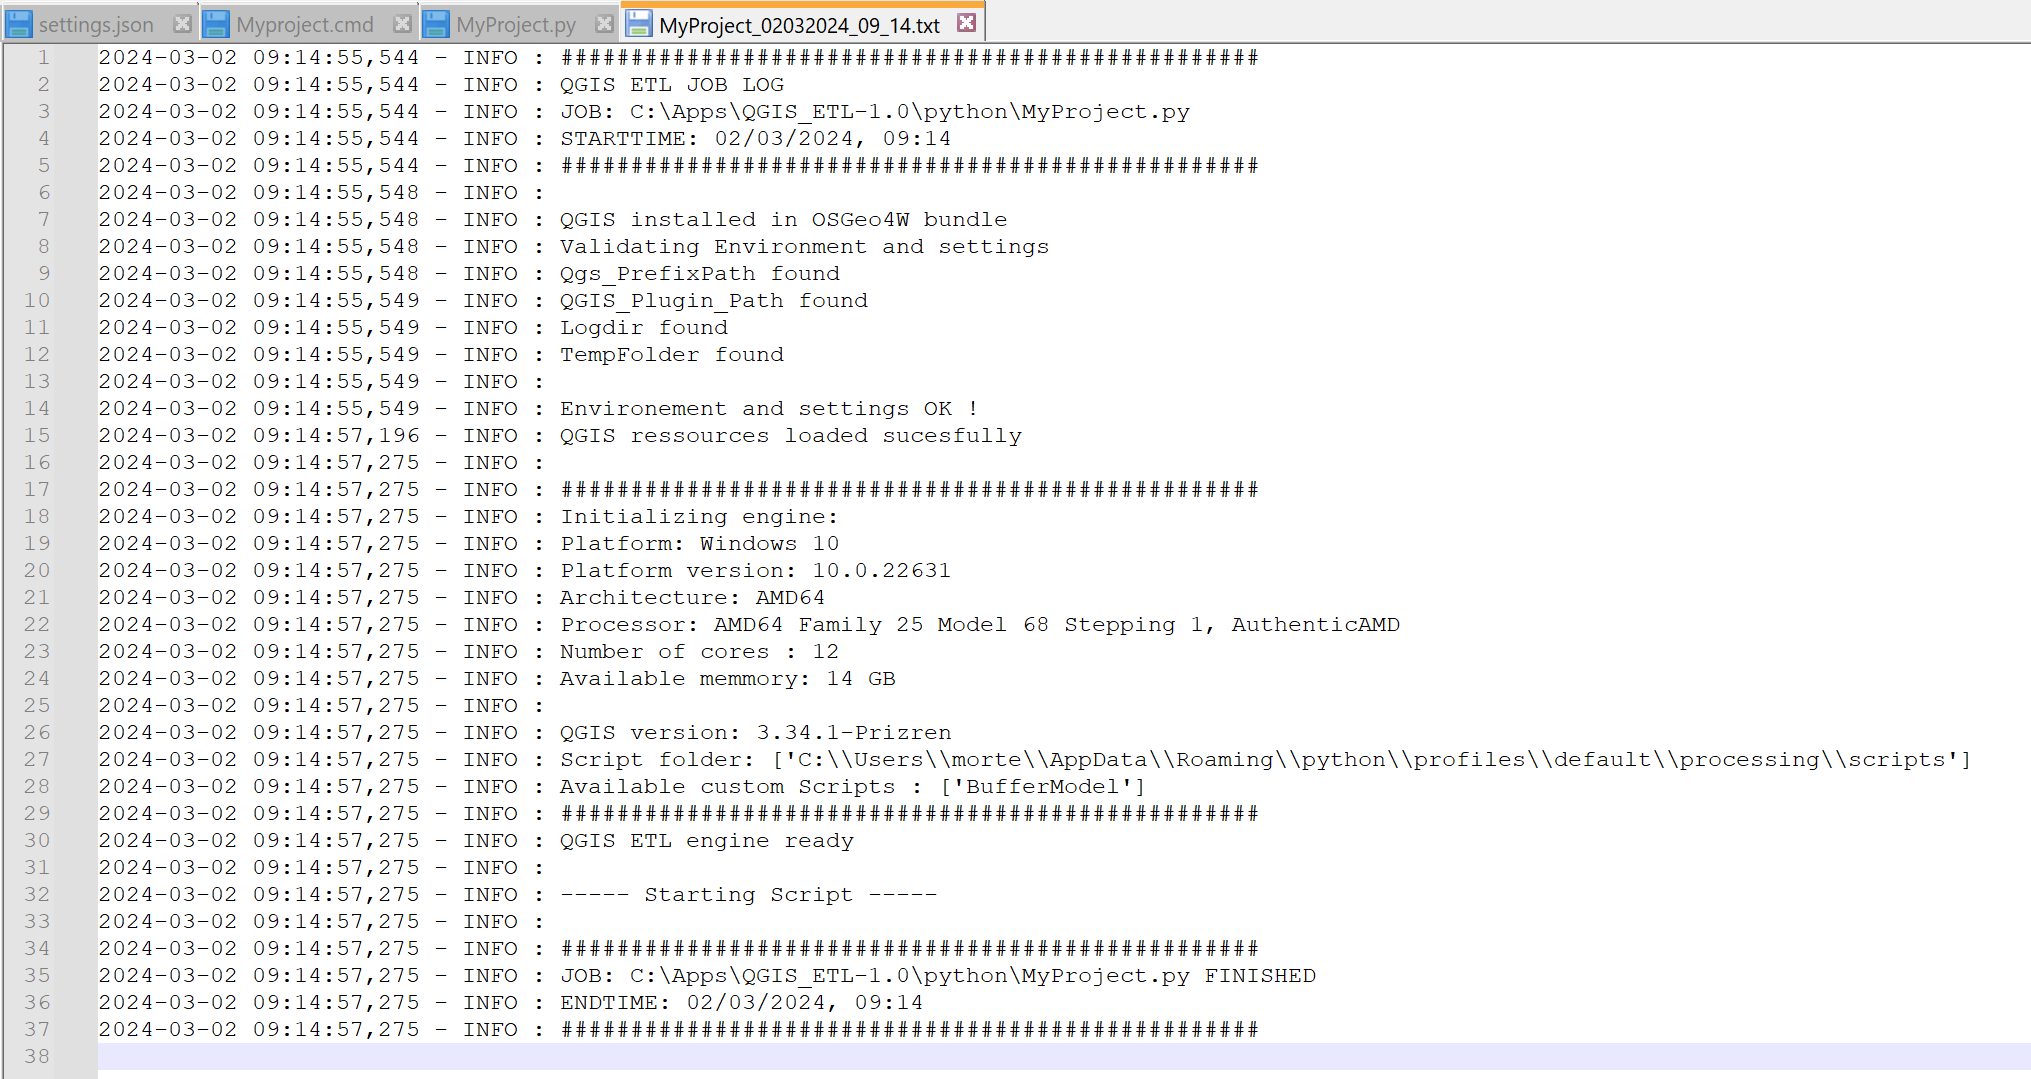 settings.json Myproject.cmd MyProject.py MyProject_02032024_09_14.txt
1 2024-03-02 09:14:55,544 - INFO : ##################################################
2 2024-03-02 09:14:55,544 - INFO : QGIS ETL JOB LOG
3 2024-03-02 09:14:55,544 - INFO : JOB: C:\Apps\QGIS_ETL-1.0\python\MyProject.py
4 2024-03-02 09:14:55,544 - INFO : STARTTIME: 02/03/2024, 09:14
5 2024-03-02 09:14:55,544 - INFO : ##################################################
6 2024-03-02 09:14:55,548 - INFO :
7 2024-03-02 09:14:55,548 - INFO : QGIS installed in OSGeo4W bundle
8 2024-03-02 09:14:55,548 - INFO : Validating Environment and settings
9 2024-03-02 09:14:55,548 - INFO : Qgs_PrefixPath found
10 2024-03-02 09:14:55,549 - INFO : QGIS_Plugin_Path found
11 2024-03-02 09:14:55,549 - INFO : Logdir found
12 2024-03-02 09:14:55,549 - INFO : TempFolder found
13 2024-03-02 09:14:55,549 - INFO :
14 2024-03-02 09:14:55,549 - INFO : Environement and settings OK !
15 2024-03-02 09:14:57,196 - INFO : QGIS ressources loaded sucesfully
16 2024-03-02 09:14:57,275 - INFO :
17 2024-03-02 09:14:57,275 - INFO : ##################################################
18 2024-03-02 09:14:57,275 - INFO : Initializing engine:
19 2024-03-02 09:14:57,275 - INFO : Platform: Windows 10
20 2024-03-02 09:14:57,275 - INFO : Platform version: 10.0.22631
21 2024-03-02 09:14:57,275 - INFO : Architecture: AMD64
22 2024-03-02 09:14:57,275 - INFO : Processor: AMD64 Family 25 Model 68 Stepping 1, AuthenticAMD
23 2024-03-02 09:14:57,275 - INFO : Number of cores : 12
24 2024-03-02 09:14:57,275 - INFO : Available memmory: 14 GB
25 2024-03-02 09:14:57,275 - INFO :
26 2024-03-02 09:14:57,275 - INFO : QGIS version: 3.34.1-Prizren
27 2024-03-02 09:14:57,275 - INFO : Script folder: ['C:\\Users\\morte\\AppData\\Roaming\\python\\profiles\\default\\processing\\scripts']
28 2024-03-02 09:14:57,275 - INFO : Available custom Scripts : ['BufferModel']
29 2024-03-02 09:14:57,275 - INFO : ##################################################
30 2024-03-02 09:14:57,275 - INFO : QGIS ETL engine ready
31 2024-03-02 09:14:57,275 - INFO :
32 2024-03-02 09:14:57,275 - INFO : ----- Starting Script -----
33 2024-03-02 09:14:57,275 - INFO :
34 2024-03-02 09:14:57,275 - INFO : ##################################################
35 2024-03-02 09:14:57,275 - INFO : JOB: C:\Apps\QGIS_ETL-1.0\python\MyProject.py FINISHED
36 2024-03-02 09:14:57,275 - INFO : ENDTIME: 02/03/2024, 09:14
37 2024-03-02 09:14:57,275 - INFO : ##################################################
38